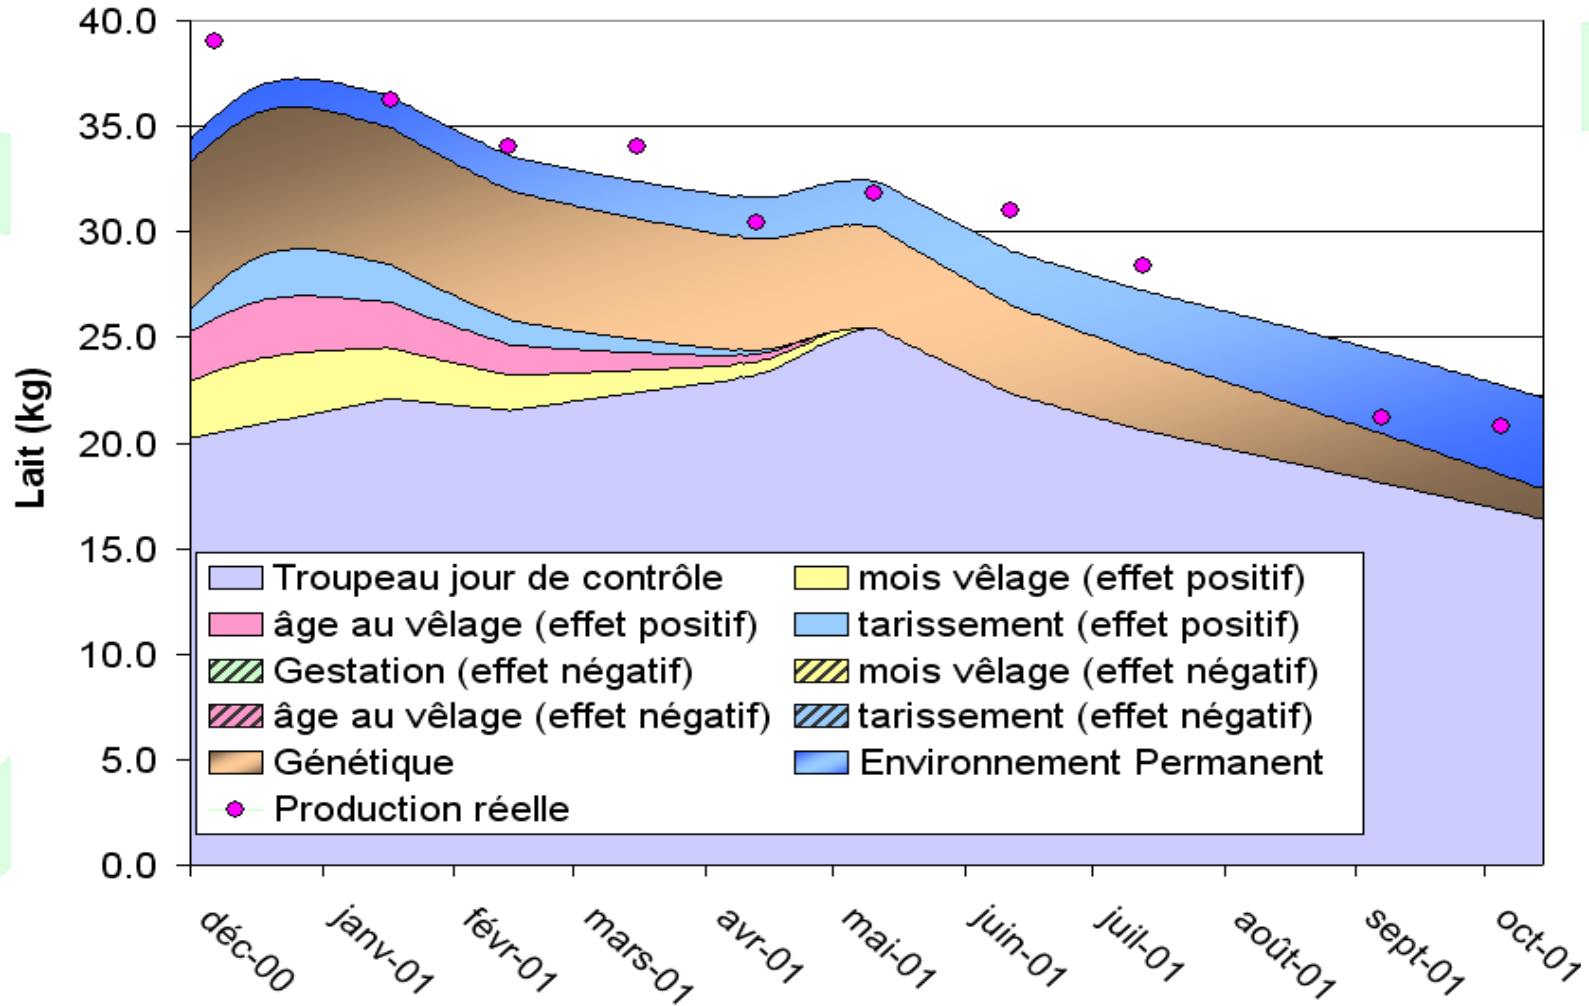 40.0
35.0
30.0
25.0
20.0
15.0
10.0
5.0
0.0
Lait (kg)
Troupeau jour de contrôle
mois vêlage (effet positif)
âge au vêlage (effet positif)
tarissement (effet positif)
Gestation (effet négatif)
mois vêlage (effet négatif)
âge au vêlage (effet négatif)
tarissement (effet négatif)
Génétique
Environnement Permanent
Production réelle
déc-00
janv-01
févr-01
mars-01
avr-01
mai-01
juin-01
juil-01
août-01
sept-01
oct-01